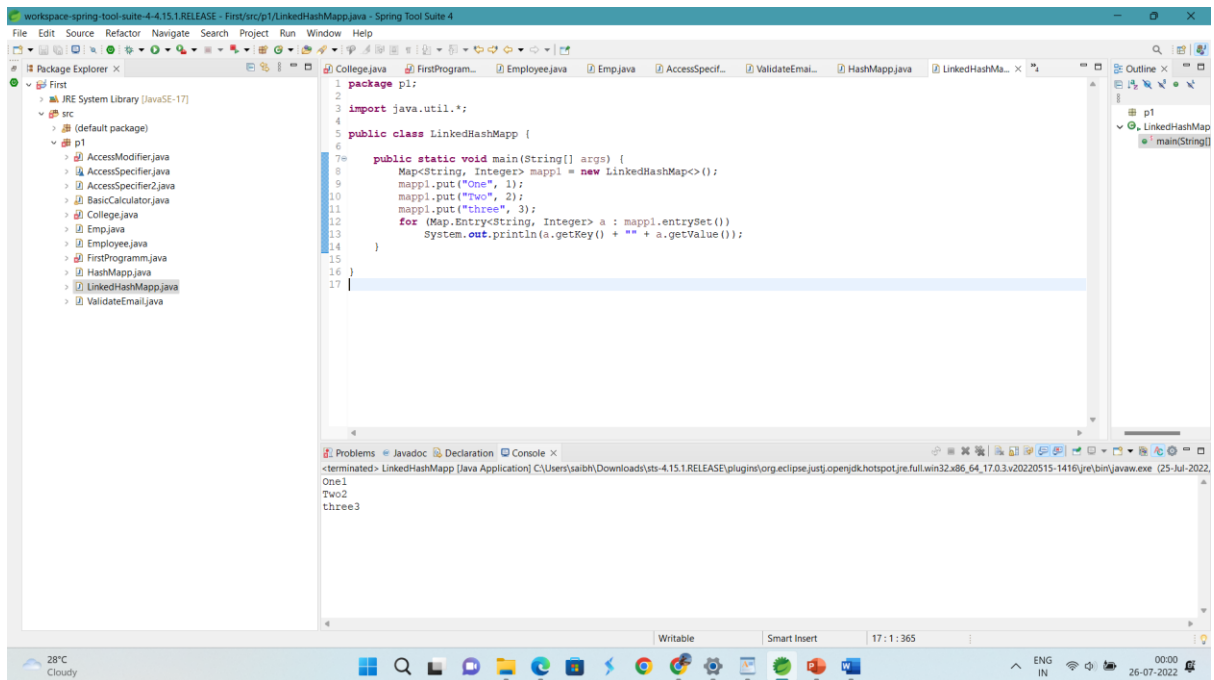 workspace-spring-tool-suite-4-4.15.1.RELEASE - First/src/p1/LinkedHashMapp.java - Spring Tool Suite 4
File Edit Source Refactor Navigate Search Project Run Window Help
Package Explorer
First
JRE System Library [JavaSE-17]
src
(default package)
p1
AccessModifier.java
AccessSpecifier.java
AccessSpecifier2.java
BasicCalculator.java
College.java
Emp.java
Employee.java
FirstProgramm.java
HashMapp.java
LinkedHashMapp.java
ValidateEmail.java
College.java FirstProgram... Employee.java Emp.java AccessSpecif... ValidateEmai... HashMapp.java LinkedHashMa... "4
1 package p1;
2
3 import java.util.*;
4
5 public class LinkedHashMapp {
6
7 public static void main(String[] args) {
8 Map<String, Integer> mapp1 = new LinkedHashMap<>();
9 mapp1.put("One", 1);
10 mapp1.put("Two", 2);
11 mapp1.put("three", 3);
12 for (Map.Entry<String, Integer> a : mapp1.entrySet())
13 System.out.println(a.getKey() + "" + a.getValue());
14 }
15
16 }
17
Outline
p1
LinkedHashMap
main(String[]
Problems Javadoc Declaration Console
<terminated> LinkedHashMapp [Java Application] C:\Users\saibh\Downloads\sts-4.15.1.RELEASE\plugins\org.eclipse.justj.openjdk.hotspot.jre.full.win32.x86_64_17.0.3.v20220515-1416\jre\bin\javaw.exe (25-Jul-2022,
One1
Two2
three3
Writable Smart Insert 17 : 1 : 365
28°C
Cloudy
ENG
IN
00:00
26-07-2022